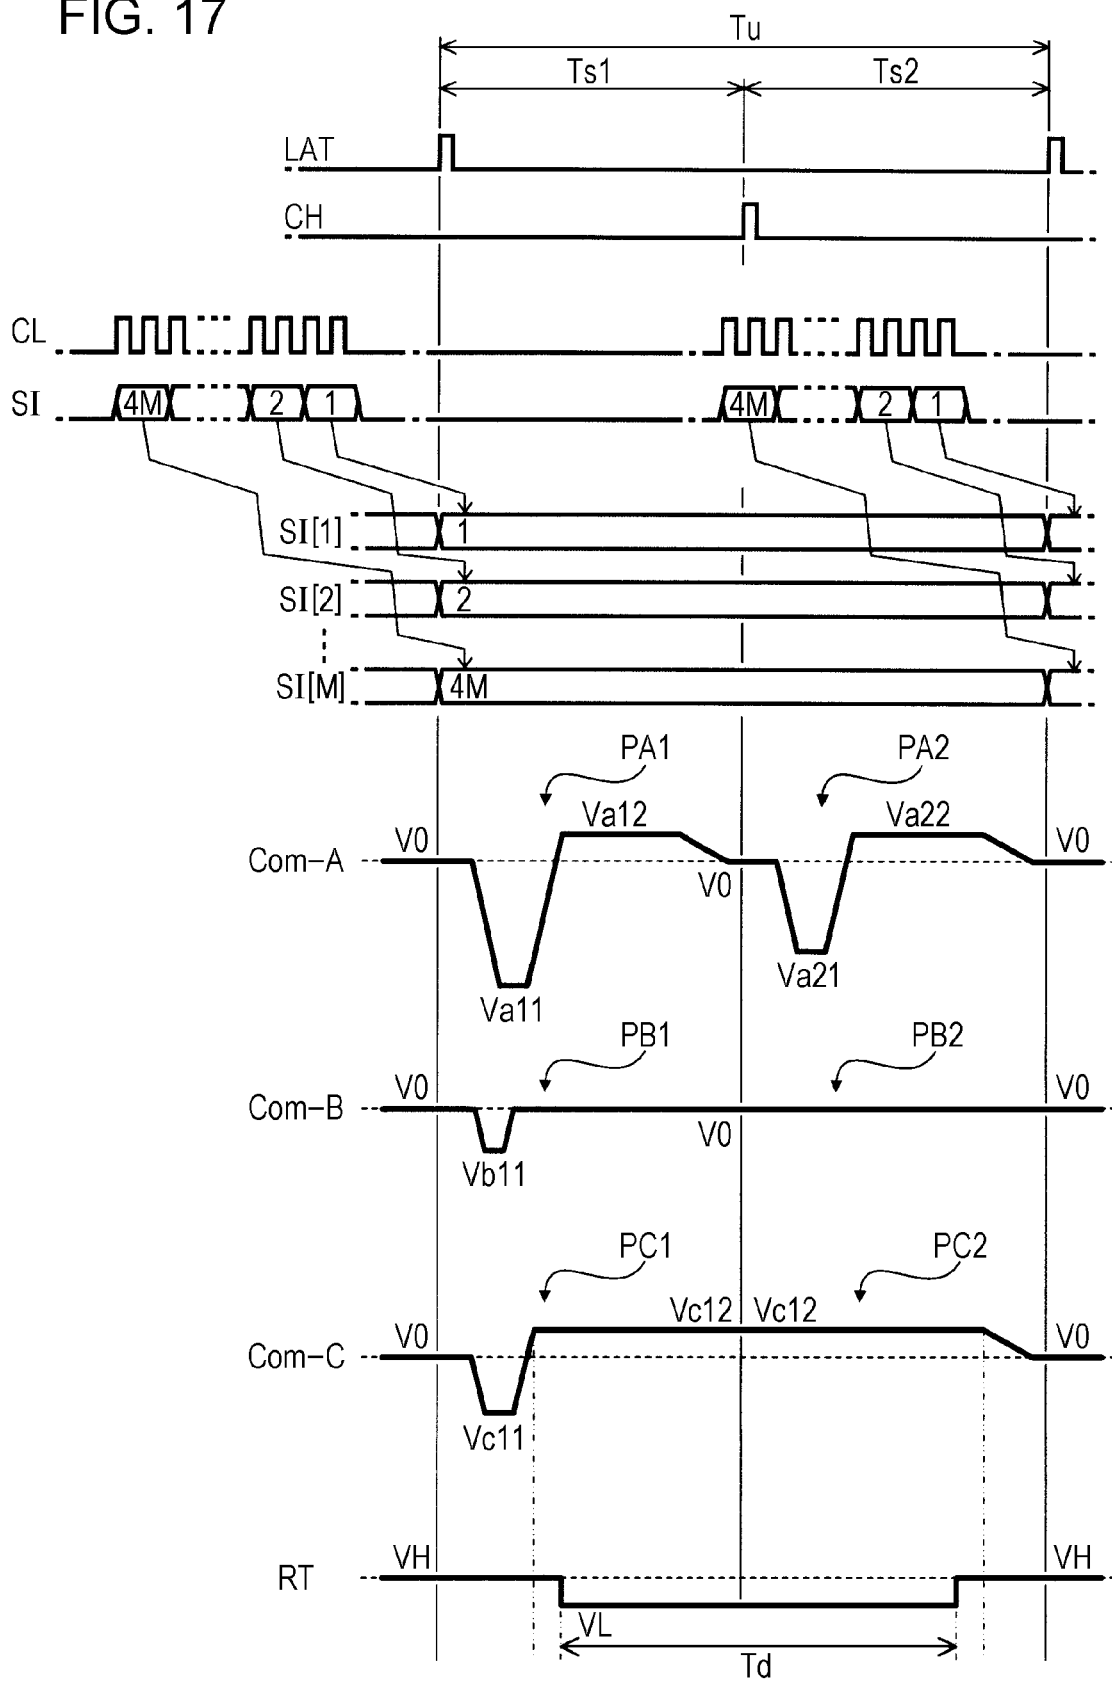 FIG. 17
Tu
Ts1 Ts2
LAT
CH
CL
SI 4M 2 1 4M 2 1
SI[1] 1
SI[2] 2
SI[M] 4M
PA1 PA2
Va12 Va22
V0 V0
Com-A
V0
Va21
Va11
PB1 PB2
V0 V0
Com-B
V0
Vb11
PC1 PC2
Vc12 Vc12
V0 V0
Com-C
Vc11
VH VH
RT
VL
Td